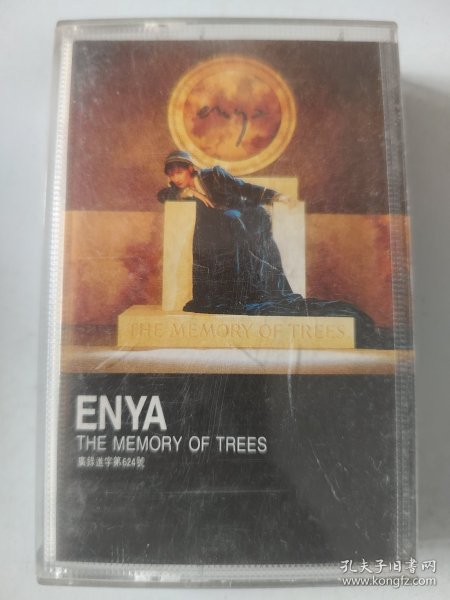 enya
THE MEMORY OF TREES
ENYA
THE MEMORY OF TREES
廣錄進字第624號
孔夫子旧书网
www.kongfz.com